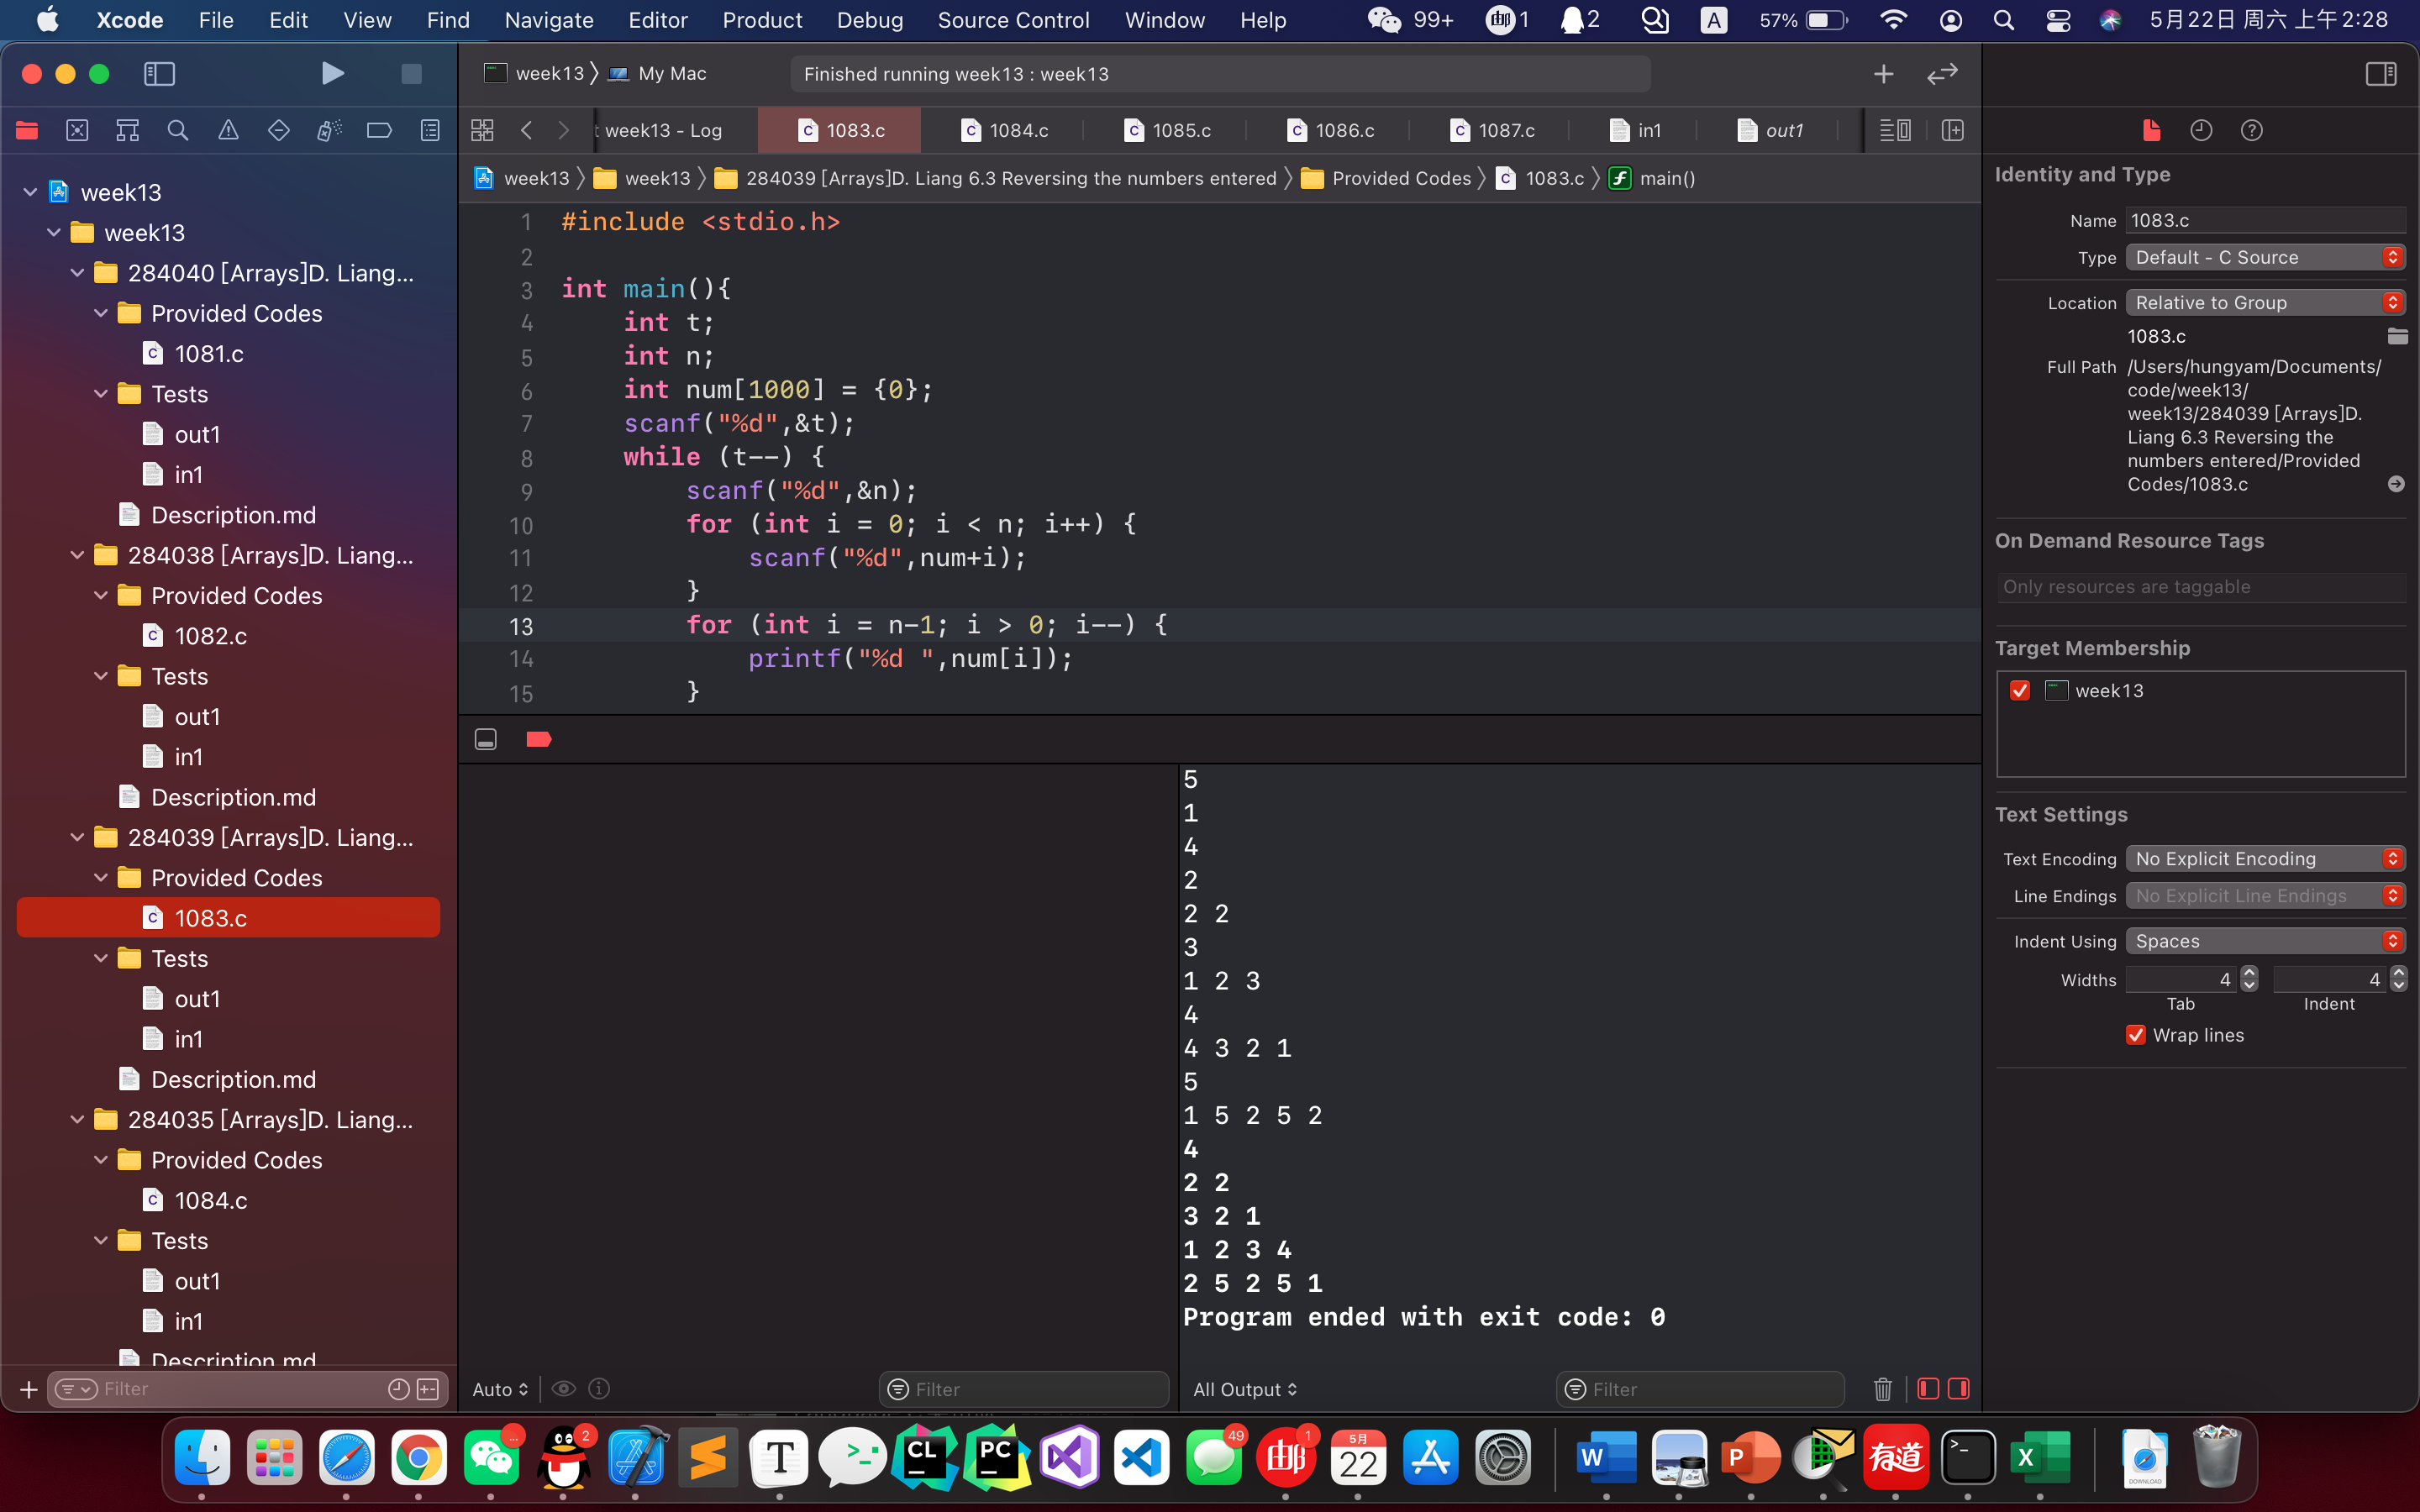 Xcode File Edit View Find Navigate Editor Product Debug Source Control Window Help 99+ 邮 1 2 A 57% 5月22日 周六 上午2:28
week13 〉 My Mac
Finished running week13 : week13
week13 - Log
1083.c
1084.c
1085.c
1086.c
1087.c
in1
out1
week13 〉 week13 〉 284039 [Arrays]D. Liang 6.3 Reversing the numbers entered 〉 Provided Codes 〉 1083.c 〉 main()
week13
week13
284040 [Arrays]D. Liang...
Provided Codes
1081.c
Tests
out1
in1
Description.md
284038 [Arrays]D. Liang...
Provided Codes
1082.c
Tests
out1
in1
Description.md
284039 [Arrays]D. Liang...
Provided Codes
1083.c
Tests
out1
in1
Description.md
284035 [Arrays]D. Liang...
Provided Codes
1084.c
Tests
out1
in1
Description.md
Filter
1 #include <stdio.h>
2
3 int main(){
4 int t;
5 int n;
6 int num[1000] = {0};
7 scanf("%d",&t);
8 while (t--) {
9 scanf("%d",&n);
10 for (int i = 0; i < n; i++) {
11 scanf("%d",num+i);
12 }
13 for (int i = n-1; i > 0; i--) {
14 printf("%d ",num[i]);
15 }
5
1
4
2
2 2
3
1 2 3
4
4 3 2 1
5
1 5 2 5 2
4
2 2
3 2 1
1 2 3 4
2 5 2 5 1
Program ended with exit code: 0
Auto
Filter
All Output
Filter
Identity and Type
Name 1083.c
Type Default - C Source
Location Relative to Group
1083.c
Full Path /Users/hungyam/Documents/
code/week13/
week13/284039 [Arrays]D.
Liang 6.3 Reversing the
numbers entered/Provided
Codes/1083.c
On Demand Resource Tags
Only resources are taggable
Target Membership
week13
Text Settings
Text Encoding No Explicit Encoding
Line Endings No Explicit Line Endings
Indent Using Spaces
Widths 4 4
Tab Indent
Wrap lines
... 2 T CL PC 49 邮 1 5月 22 W P 有道 >_ X DOWNLOAD